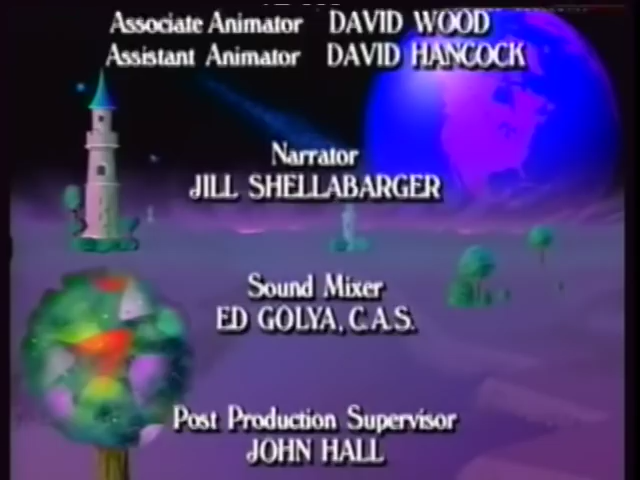 Associate Animator DAVID WOOD
Assistant Animator DAVID HANCOCK
Narrator
JILL SHELLABARGER
Sound Mixer
ED GOLYA, C.A.S.
Post Production Supervisor
JOHN HALL